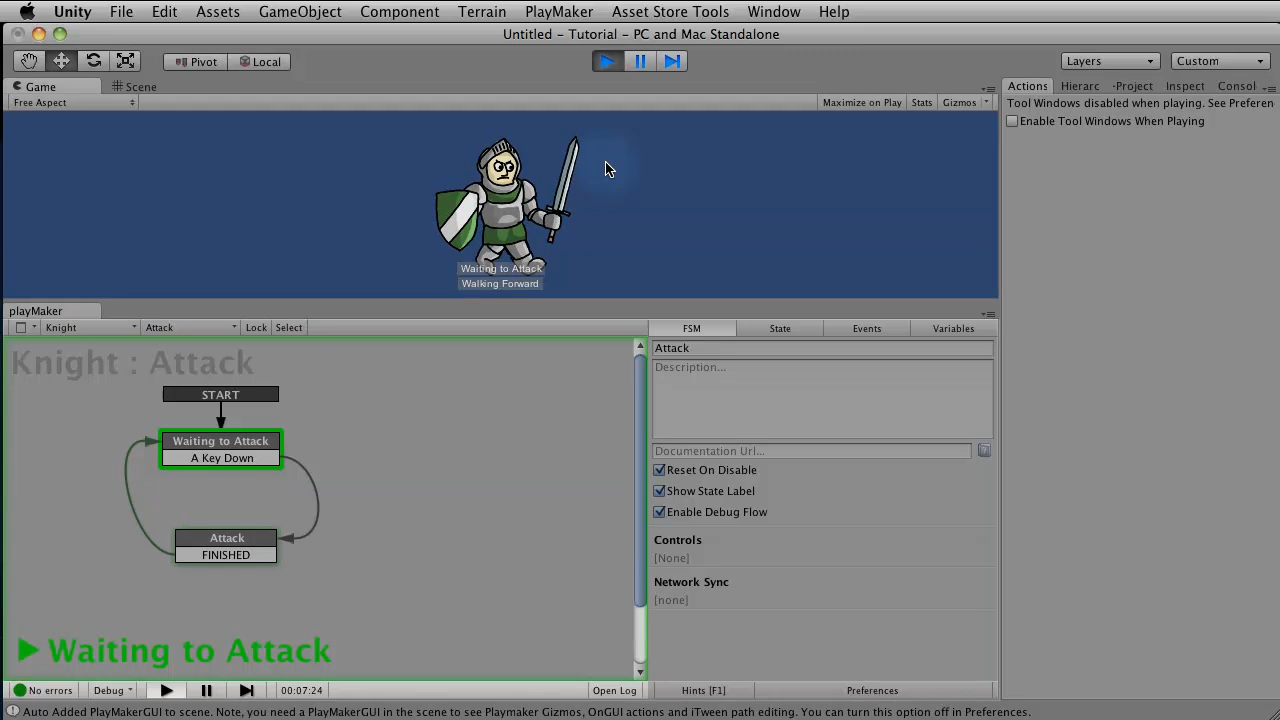 Unity File Edit Assets GameObject Component Terrain PlayMaker Asset Store Tools Window Help
Untitled – Tutorial – PC and Mac Standalone
Pivot Local Layers Custom
Game Scene
Actions Hierarc Project Inspect Consol
Free Aspect Maximize on Play Stats Gizmos
Tool Windows disabled when playing. See Preferen
Enable Tool Windows When Playing
Waiting to Attack
Walking Forward
playMaker
Knight Attack Lock Select
FSM State Events Variables
Knight : Attack
START
Waiting to Attack
A Key Down
Attack
FINISHED
Waiting to Attack
Attack
Description...
Documentation Url...
Reset On Disable
Show State Label
Enable Debug Flow
Controls
[None]
Network Sync
[none]
No errors Debug 00:07:24 Open Log Hints [F1] Preferences
Auto Added PlayMakerGUI to scene. Note, you need a PlayMakerGUI in the scene to see Playmaker Gizmos, OnGUI actions and iTween path editing. You can turn this option off in Preferences.